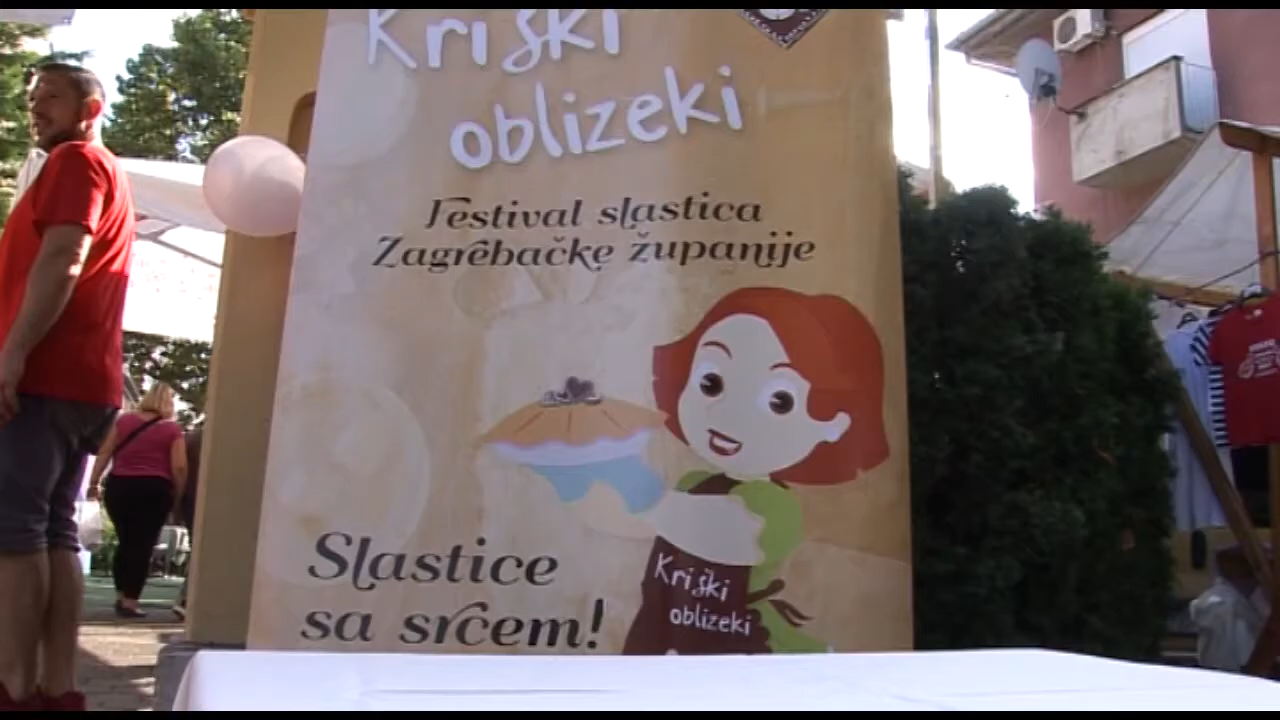 Kriški
oblizeki
Festival slastica
Zagrebačke županije
Slastice
sa srcem!
Kriški
oblizeki